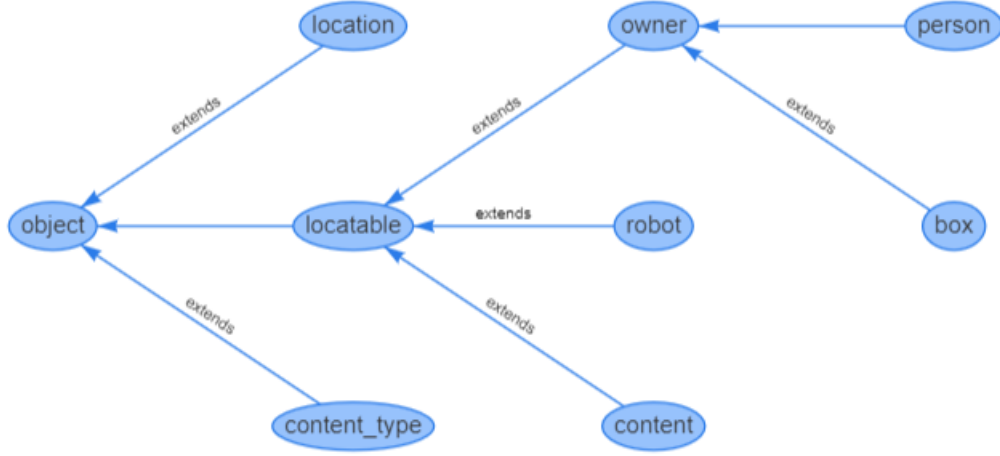 location
owner
person
extends
extends
extends
object
locatable
extends
robot
box
extends
extends
content_type
content